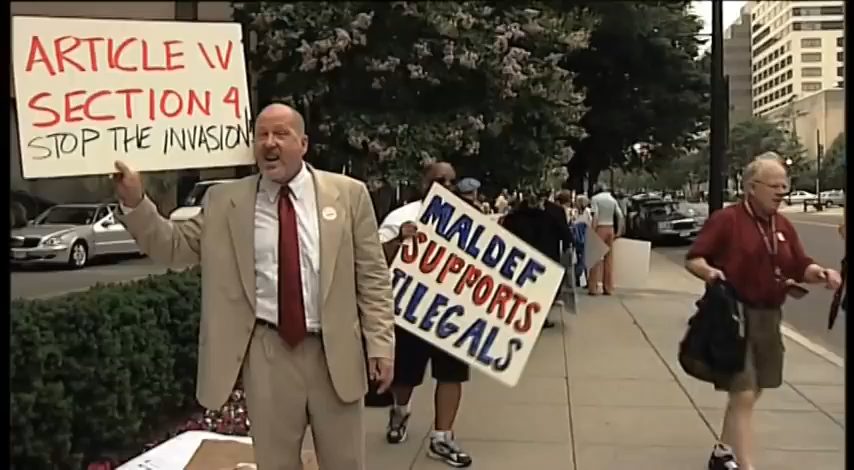 ARTICLE IV
SECTION 4
STOP THE INVASION!
MALDEF
SUPPORTS
ILLEGALS